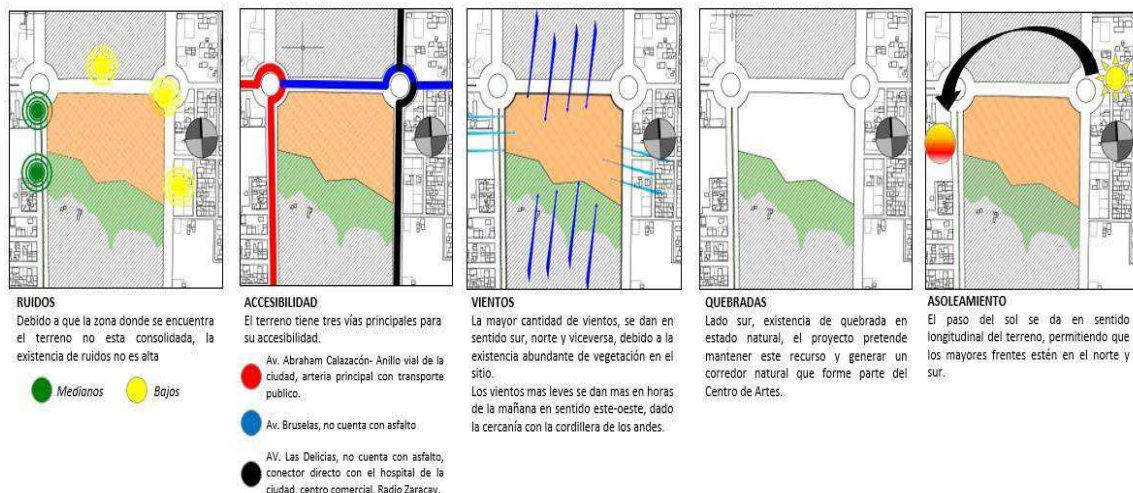 RUIDOS
Debido a que la zona donde se encuentra
el terreno no esta consolidada, la
existencia de ruidos no es alta
Medianos
Bajos
ACCESIBILIDAD
El terreno tiene tres vías principales para
su accesibilidad.
Av. Abraham Calazacón- Anillo vial de la
ciudad, arteria principal con transporte
publico.
Av. Bruselas, no cuenta con asfalto
AV. Las Delicias, no cuenta con asfalto,
conector directo con el hospital de la
ciudad, centro comercial, Radio Zaracay.
VIENTOS
La mayor cantidad de vientos, se dan en
sentido sur, norte y viceversa, debido a la
existencia abundante de vegetación en el
sitio.
Los vientos mas leves se dan mas en horas
de la mañana en sentido este-oeste, dado
la cercanía con la cordillera de los andes.
QUEBRADAS
Lado sur, existencia de quebrada en
estado natural, el proyecto pretende
mantener este recurso y generar un
corredor natural que forme parte del
Centro de Artes.
ASOLEAMIENTO
El paso del sol se da en sentido
longitudinal del terreno, permitiendo que
los mayores frentes estén en el norte y
sur.